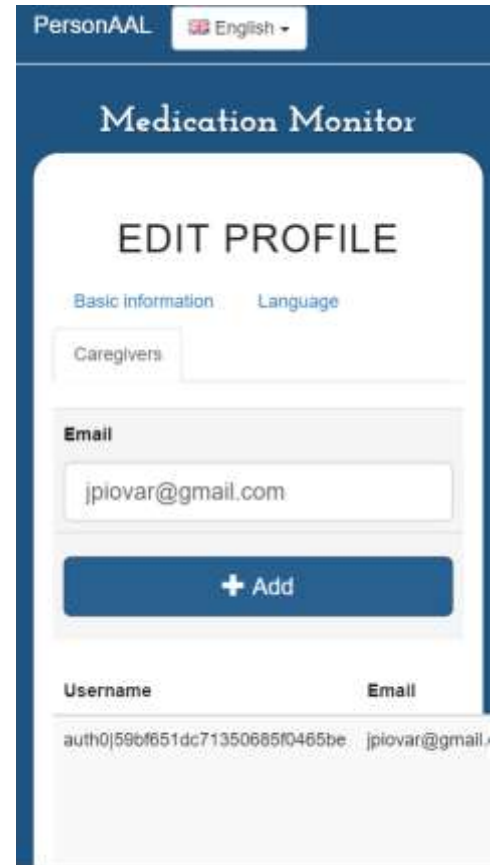 PersonAAL English
Medication Monitor
EDIT PROFILE
Basic information Language
Caregivers
Email
jpiovar@gmail.com
Add
Username Email
auth0|59bf651dc71350685f0465be jpiovar@gmail.